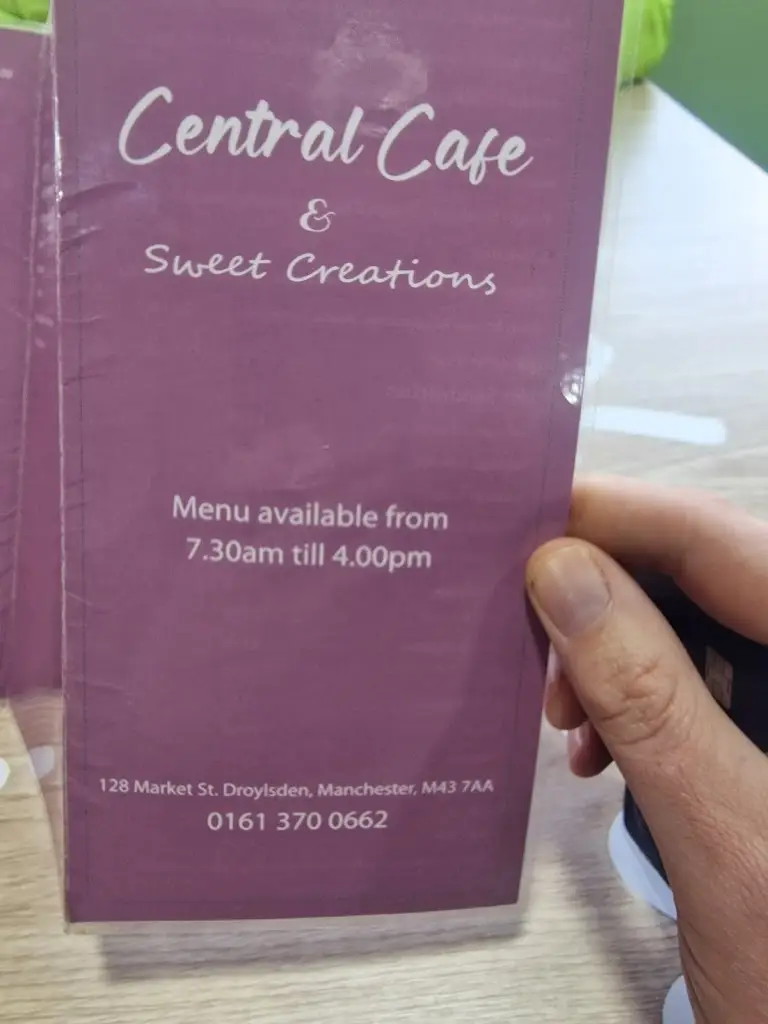 Central Cafe
&
Sweet Creations
Menu available from
7.30am till 4.00pm
128 Market St. Droylsden, Manchester, M43 7AA
0161 370 0662